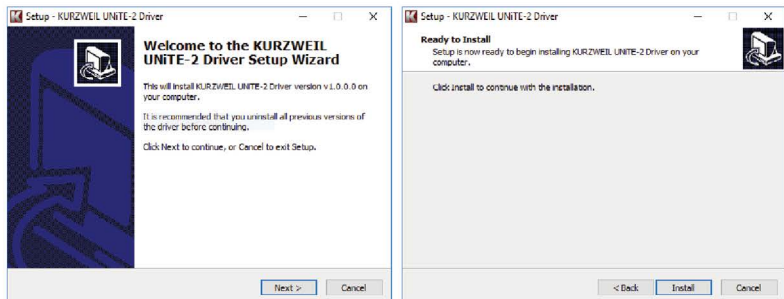 Setup - KURZWEIL UNiTE-2 Driver
Welcome to the KURZWEIL
UNiTE-2 Driver Setup Wizard
This will install KURZWEIL UNiTE-2 Driver version v1.0.0.0 on
your computer.
It is recommended that you uninstall all previous versions of
the driver before continuing.
Click Next to continue, or Cancel to exit Setup.
Next >
Cancel
Setup - KURZWEIL UNiTE-2 Driver
Ready to Install
Setup is now ready to begin installing KURZWEIL UNiTE-2 Driver on your
computer.
Click Install to continue with the installation.
< Back
Install
Cancel